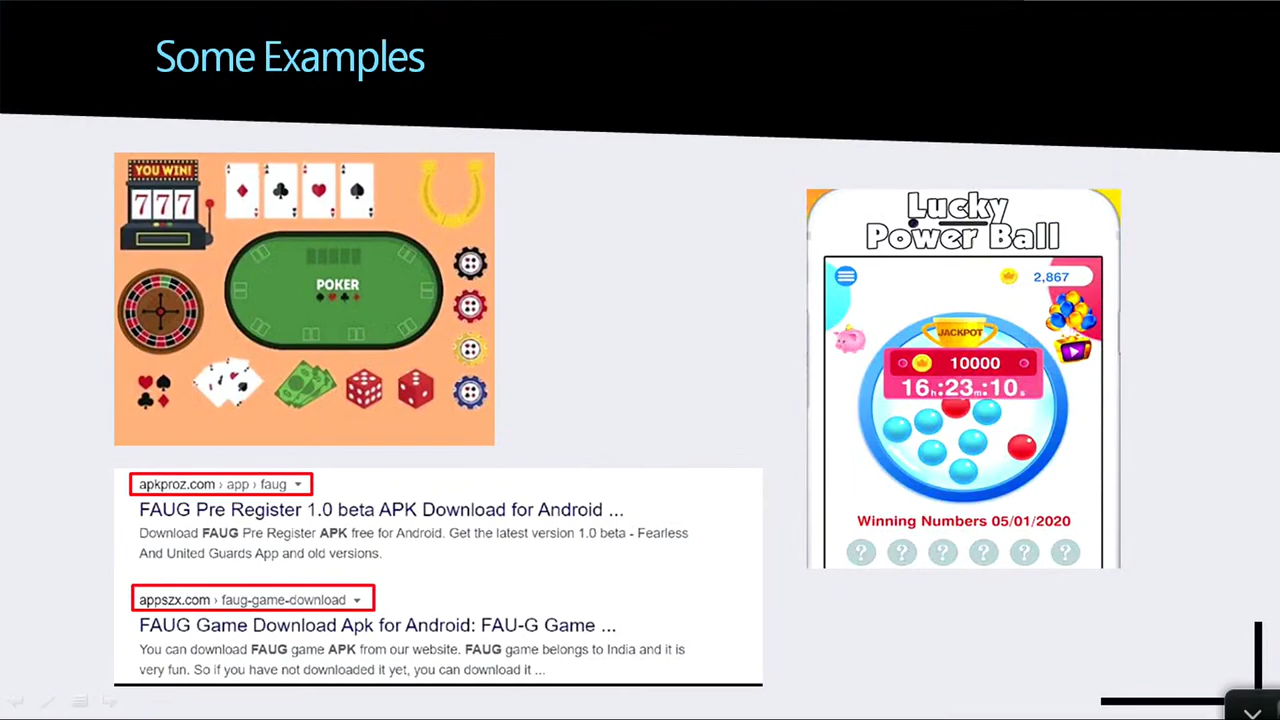 Some Examples
YOU WIN!
777
POKER
apkproz.com › app › faug
FAUG Pre Register 1.0 beta APK Download for Android ...
Download FAUG Pre Register APK free for Android. Get the latest version 1.0 beta - Fearless
And United Guards App and old versions.
appszx.com › faug-game-download
FAUG Game Download Apk for Android: FAU-G Game ...
You can download FAUG game APK from our website. FAUG game belongs to India and it is
very fun. So if you have not downloaded it yet, you can download it ...
Lucky
Power Ball
2,867
JACKPOT
10000
16h:23m:10s
Winning Numbers 05/01/2020
? ? ? ? ? ?